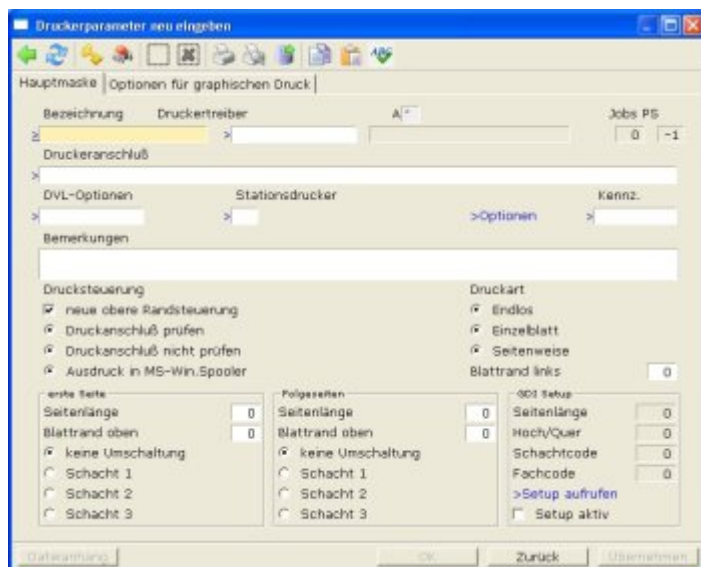 Druckerparameter neu eingeben
ABC
Hauptmaske Optionen für graphischen Druck
Bezeichnung Druckertreiber A * Jobs PS
≥ > 0 -1
Druckeranschluß
>
DVL-Optionen Stationsdrucker Kennz.
> > >Optionen >
Bemerkungen
Drucksteuerung Druckart
neue obere Randsteuerung Endlos
Druckanschluß prüfen Einzelblatt
Druckanschluß nicht prüfen Seitenweise
Ausdruck in MS-Win.Spooler Blattrand links 0
erste Seite Folgeseiten GDI Setup
Seitenlänge 0 Seitenlänge 0 Seitenlänge 0
Blattrand oben 0 Blattrand oben 0 Hoch/Quer 0
keine Umschaltung keine Umschaltung Schachtcode 0
Schacht 1 Schacht 1 Fachcode 0
Schacht 2 Schacht 2 >Setup aufrufen
Schacht 3 Schacht 3 Setup aktiv
Dateianhang OK Zurück Übernehmen